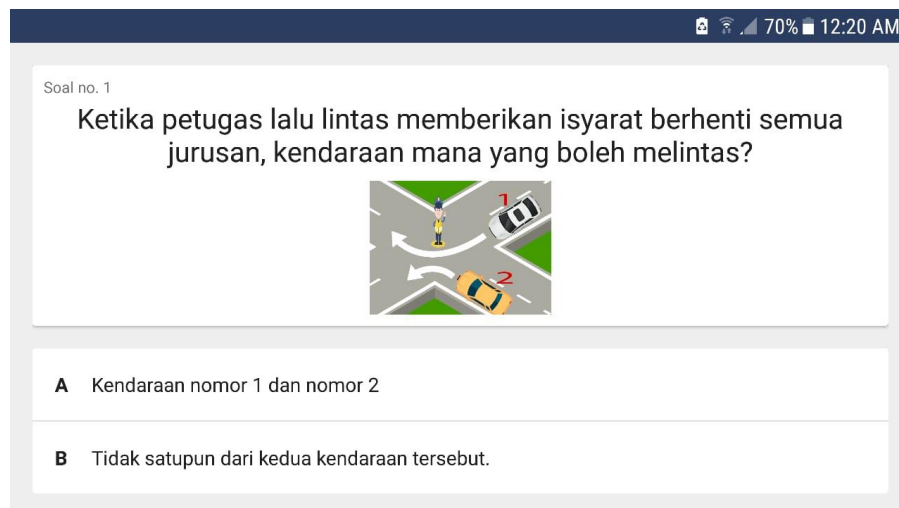 70% 12:20 AM
Soal no. 1
Ketika petugas lalu lintas memberikan isyarat berhenti semua
jurusan, kendaraan mana yang boleh melintas?
1
2
A Kendaraan nomor 1 dan nomor 2
B Tidak satupun dari kedua kendaraan tersebut.